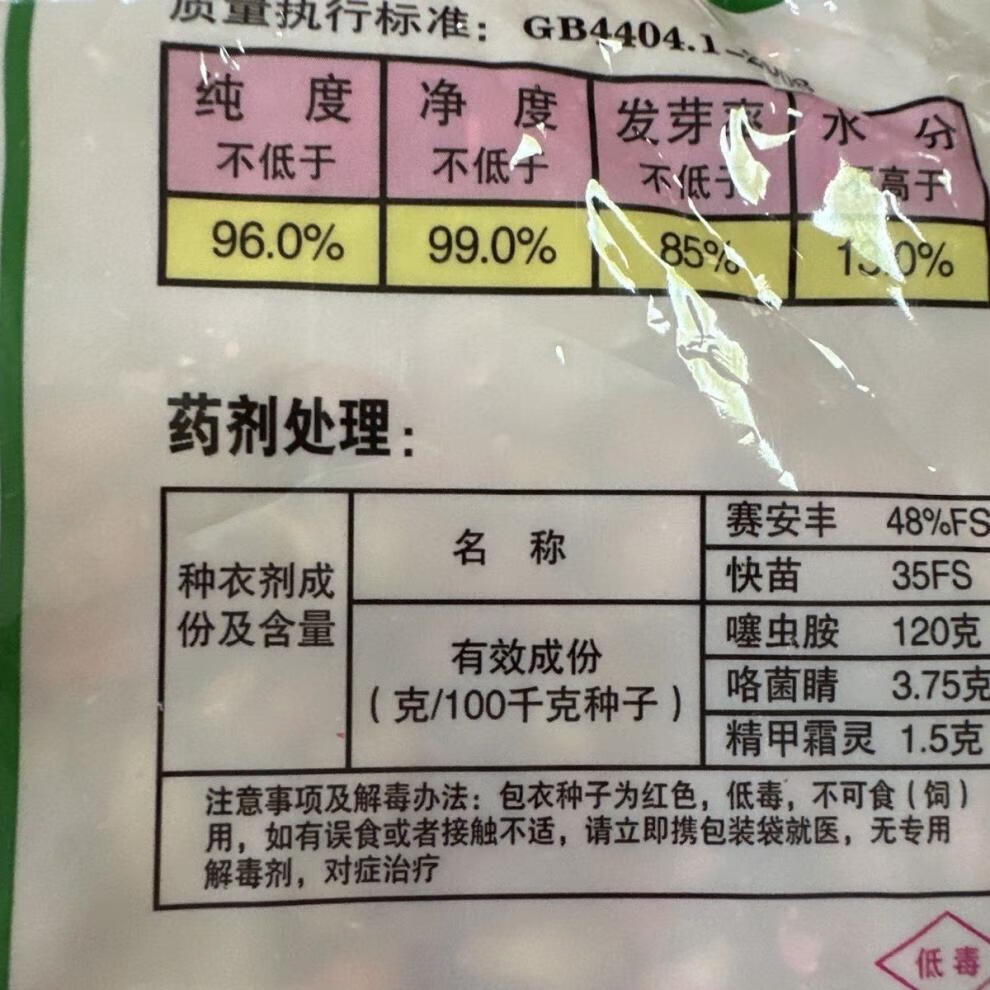 质量执行标准：GB4404.1-2008
纯 度 净 度 发芽率 水 分
不低于 不低于 不低于 高于
96.0% 99.0% 85% 13.0%
药剂处理：
种衣剂成份及含量
名 称
赛安丰 48%FS
快苗 35FS
有效成份
（克/100千克种子）
噻虫胺 120克
咯菌睛 3.75克
精甲霜灵 1.5克
注意事项及解毒办法：包衣种子为红色，低毒，不可食（饲）
用，如有误食或者接触不适，请立即携包装袋就医，无专用
解毒剂，对症治疗
低毒